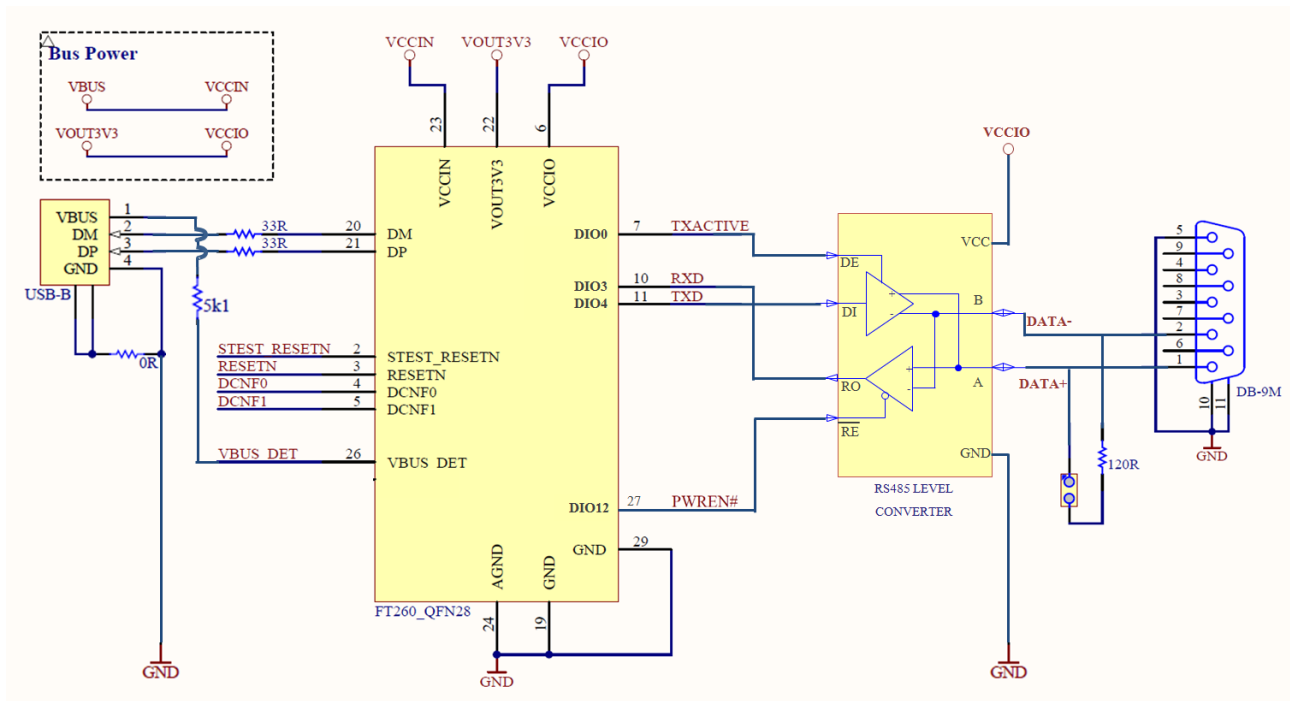 Bus Power
VBUS
VCCIN
VOUT3V3
VCCIO
VCCIN
VOUT3V3
VCCIO
23
22
6
VCCIN
VOUT3V3
VCCIO
VBUS
DM
DP
GND
1
2
3
4
USB-B
33R
33R
5k1
0R
20
21
DM
DP
STEST_RESETN
RESETN
DCNF0
DCNF1
2
3
4
5
STEST_RESETN
RESETN
DCNF0
DCNF1
VBUS_DET
26
VBUS_DET
DIO0
7
TXACTIVE
DIO3
10
RXD
DIO4
11
TXD
DIO12
27
PWREN#
GND
29
AGND
GND
24
19
FT260_QFN28
GND
GND
VCCIO
VCC
DE
DI
RO
RE
+
-
+
-
B
A
GND
RS485 LEVEL
CONVERTER
GND
DATA-
DATA+
120R
5
9
4
8
3
7
2
6
1
10
11
DB-9M
GND